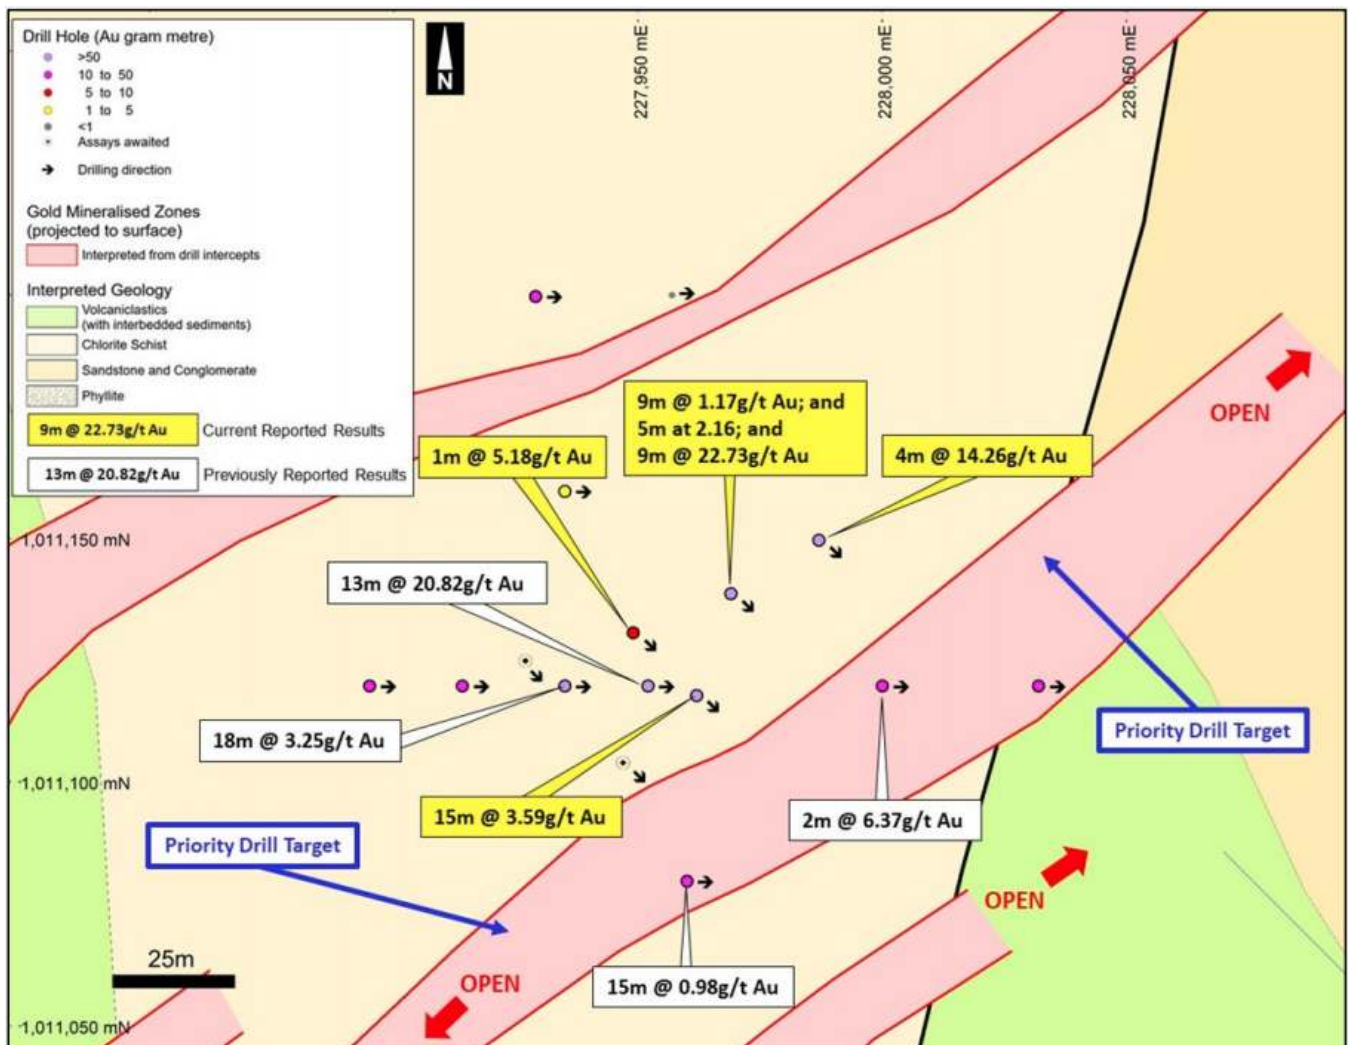 Drill Hole (Au gram metre)
>50
10 to 50
5 to 10
1 to 5
<1
Assays awaited
Drilling direction
Gold Mineralised Zones
(projected to surface)
Interpreted from drill intercepts
Interpreted Geology
Volcaniclastics
(with interbedded sediments)
Chlorite Schist
Sandstone and Conglomerate
Phyllite
9m @ 22.73g/t Au Current Reported Results
13m @ 20.82g/t Au Previously Reported Results
N
227,950 mE
228,000 mE
228,050 mE
OPEN
9m @ 1.17g/t Au; and
5m at 2.16; and
9m @ 22.73g/t Au
1m @ 5.18g/t Au
4m @ 14.26g/t Au
1,011,150 mN
13m @ 20.82g/t Au
18m @ 3.25g/t Au
Priority Drill Target
1,011,100 mN
15m @ 3.59g/t Au
2m @ 6.37g/t Au
Priority Drill Target
OPEN
25m
OPEN
15m @ 0.98g/t Au
1,011,050 mN